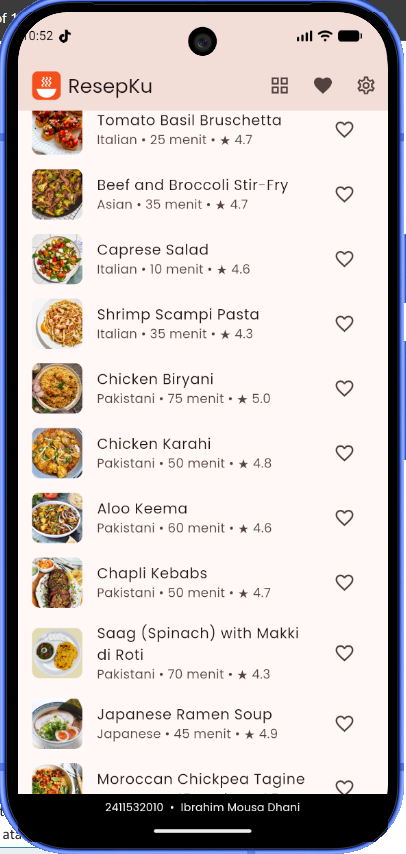 0:52
ResepKu
Tomato Basil Bruschetta
Italian • 25 menit • ★ 4.7
Beef and Broccoli Stir-Fry
Asian • 35 menit • ★ 4.7
Caprese Salad
Italian • 10 menit • ★ 4.6
Shrimp Scampi Pasta
Italian • 35 menit • ★ 4.3
Chicken Biryani
Pakistani • 75 menit • ★ 5.0
Chicken Karahi
Pakistani • 50 menit • ★ 4.8
Aloo Keema
Pakistani • 60 menit • ★ 4.6
Chapli Kebabs
Pakistani • 50 menit • ★ 4.7
Saag (Spinach) with Makki
di Roti
Pakistani • 70 menit • ★ 4.3
Japanese Ramen Soup
Japanese • 45 menit • ★ 4.9
Moroccan Chickpea Tagine
2411532010 • Ibrahim Mousa Dhani